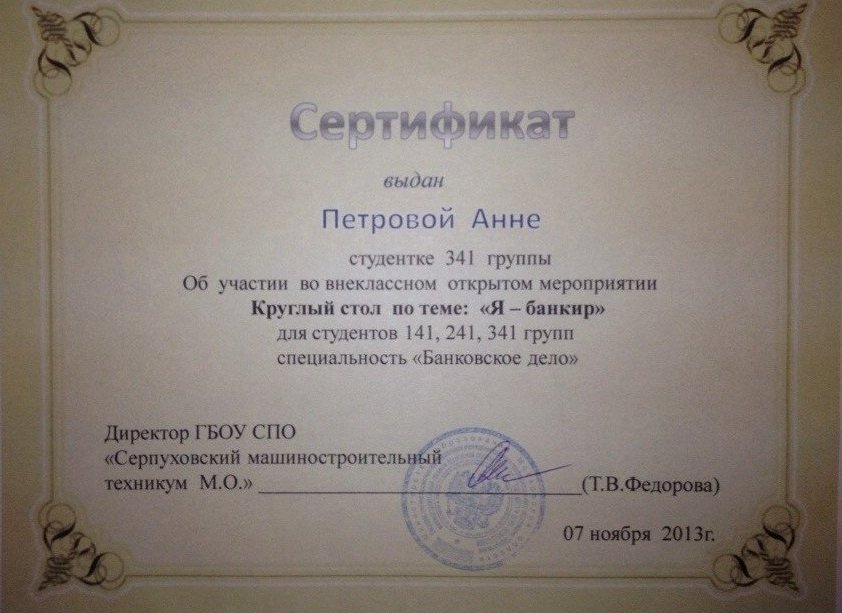 Сертификат
выдан
Петровой Анне
студентке 341 группы
Об участии во внеклассном открытом мероприятии
Круглый стол по теме: «Я – банкир»
для студентов 141, 241, 341 групп
специальность «Банковское дело»
Директор ГБОУ СПО
«Серпуховский машиностроительный
техникум М.О.» ______________________________(Т.В.Федорова)
07 ноября 2013г.